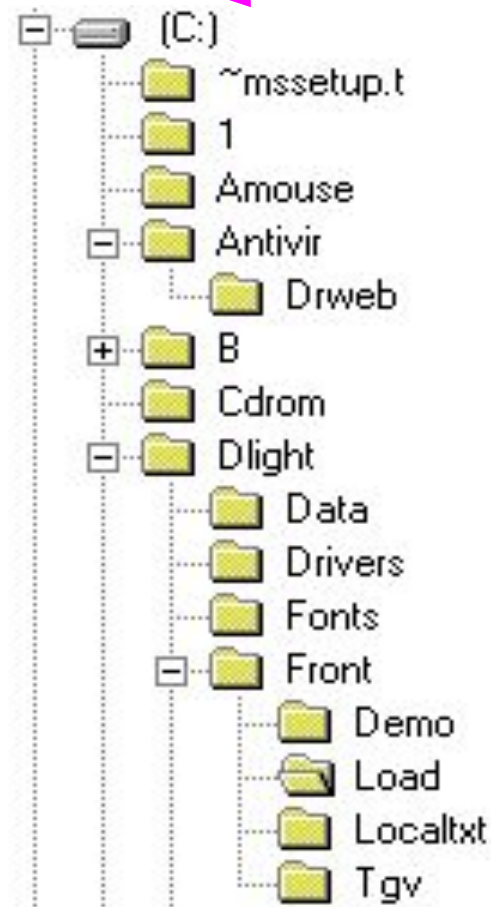 (C:)
~mssetup.t
1
Amouse
Antivir
Drweb
B
Cdrom
Dlight
Data
Drivers
Fonts
Front
Demo
Load
Localtxt
Tgv